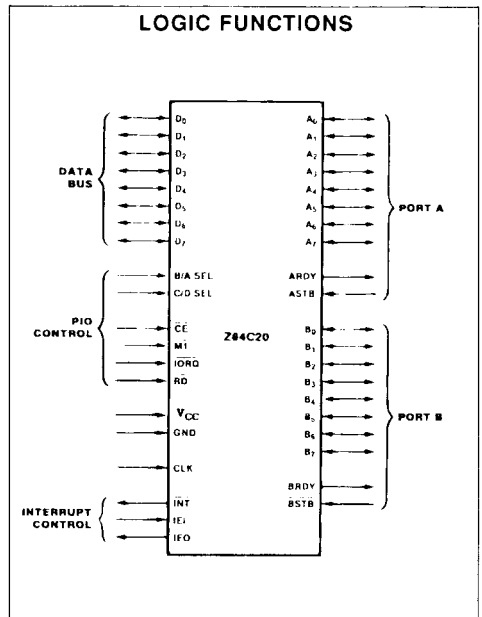 LOGIC FUNCTIONS
D0
D1
D2
D3
D4
D5
D6
D7
DATA
BUS
B/A SEL
C/D SEL
CE
M1
IORQ
RD
PIO
CONTROL
VCC
GND
CLK
INT
IEI
IEO
INTERRUPT
CONTROL
Z84C20
A0
A1
A2
A3
A4
A5
A6
A7
ARDY
ASTB
PORT A
B0
B1
B2
B3
B4
B5
B6
B7
BRDY
BSTB
PORT B